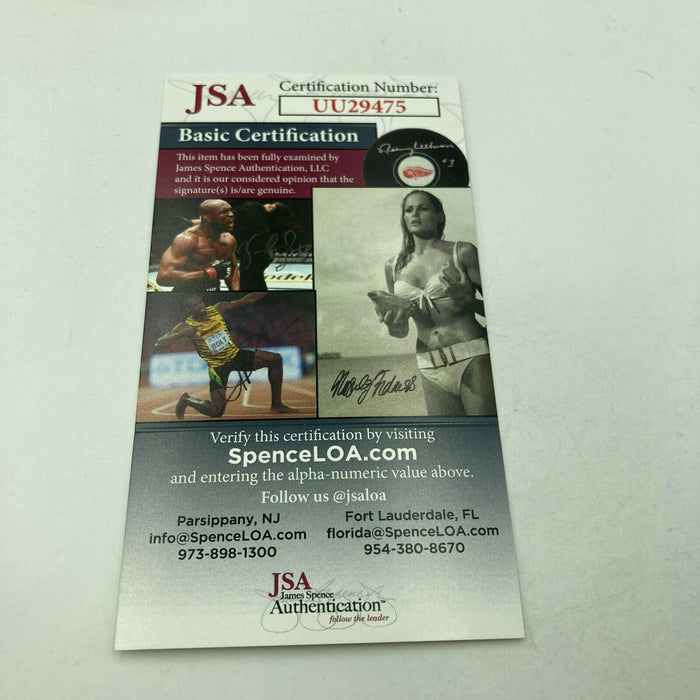 JSA
Certification Number:
UU29475
Basic Certification
This item has been fully examined by
James Spence Authentication, LLC
and it is our considered opinion that the
signature(s) is/are genuine.
#3
BOLT
Verify this certification by visiting
SpenceLOA.com
and entering the alpha-numeric value above.
Follow us @jsaloa
Parsippany, NJ
info@SpenceLOA.com
973-898-1300
Fort Lauderdale, FL
florida@SpenceLOA.com
954-380-8670
JSA
James Spence
Authentication™
follow the leader